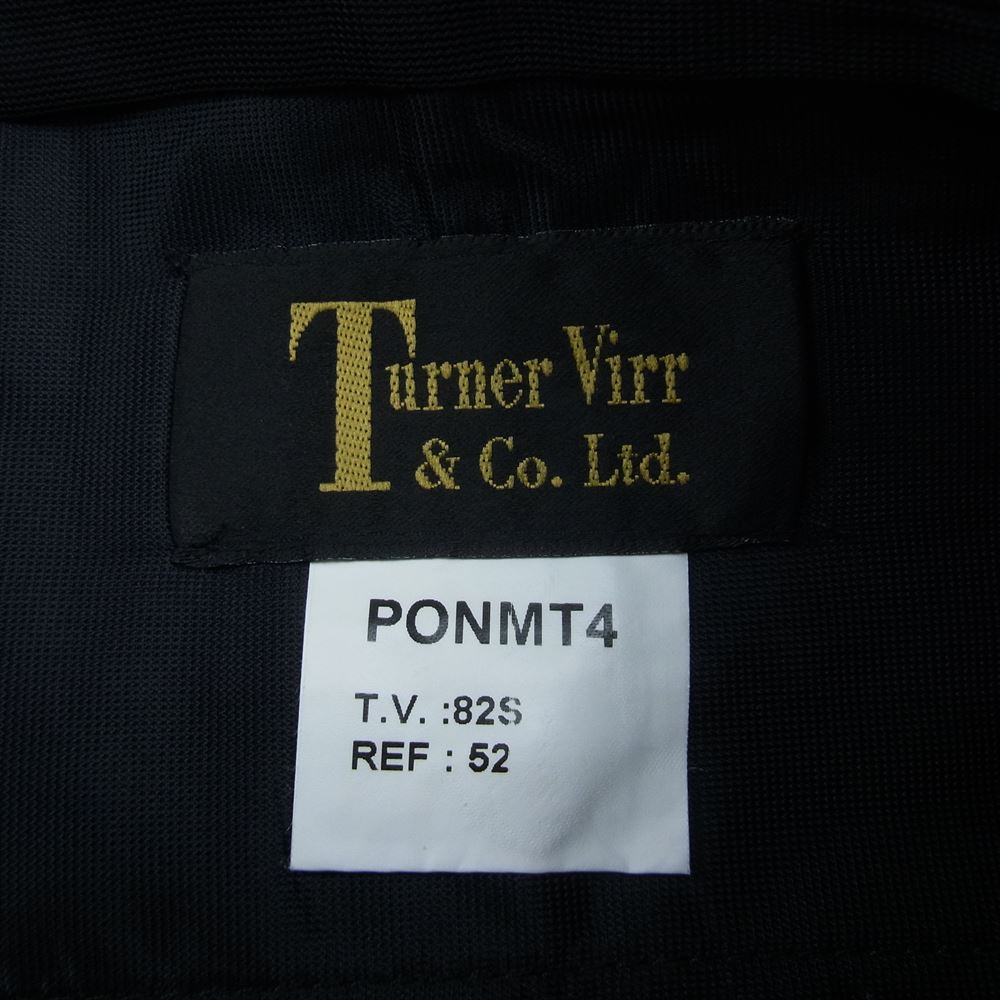 Turner Virr
& Co. Ltd.
PONMT4
T.V. :82S
REF : 52